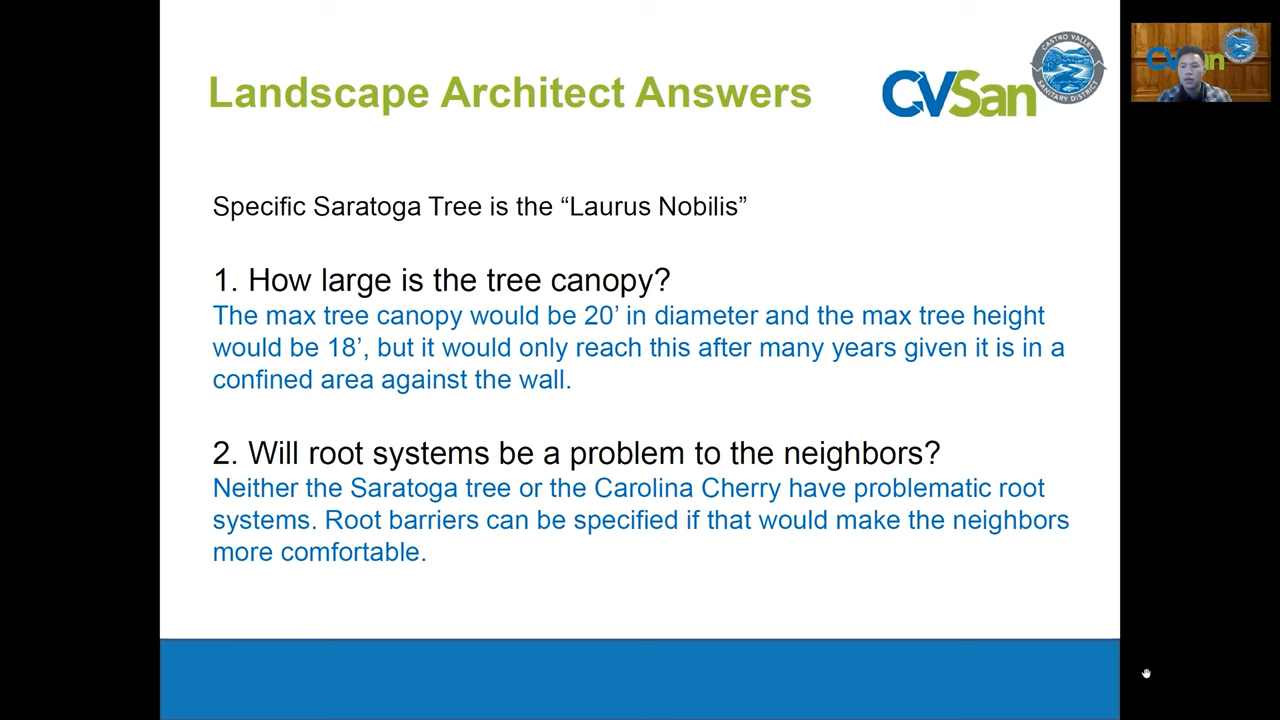 Landscape Architect Answers
CVSan
CASTRO VALLEY
SANITARY DISTRICT
Specific Saratoga Tree is the “Laurus Nobilis”
1. How large is the tree canopy?
The max tree canopy would be 20’ in diameter and the max tree height
would be 18’, but it would only reach this after many years given it is in a
confined area against the wall.
2. Will root systems be a problem to the neighbors?
Neither the Saratoga tree or the Carolina Cherry have problematic root
systems. Root barriers can be specified if that would make the neighbors
more comfortable.